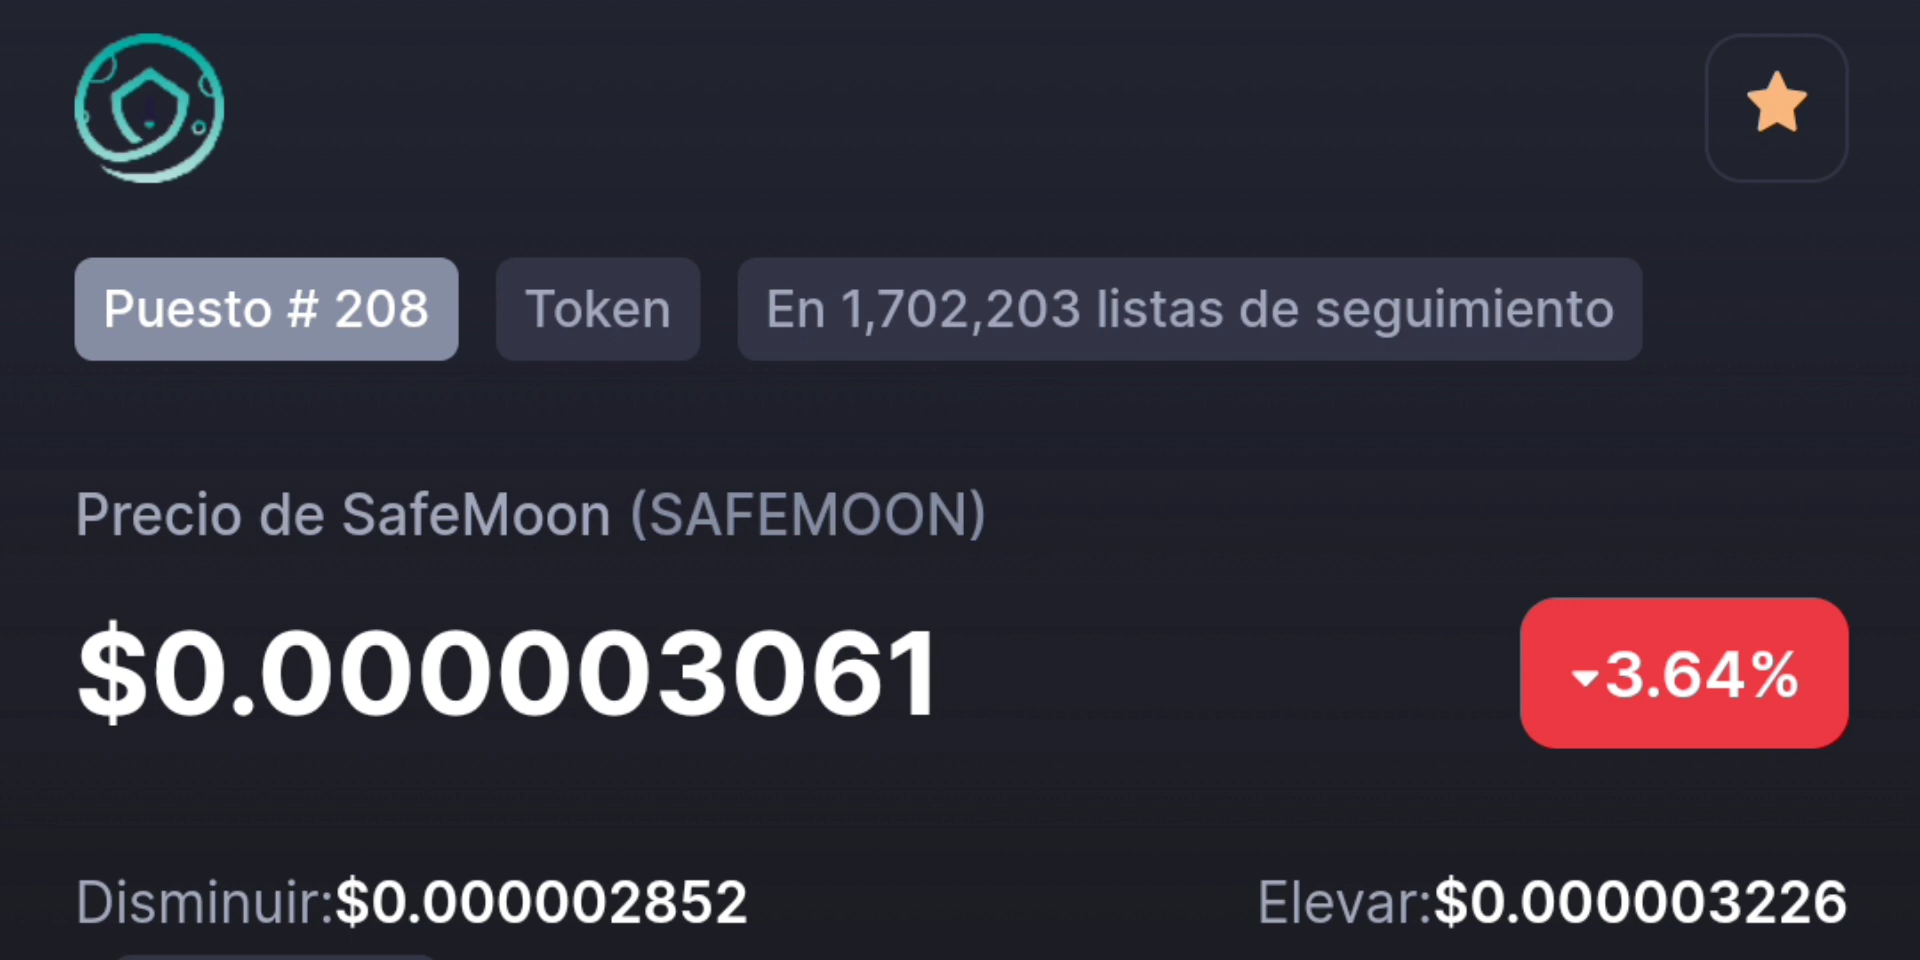 Puesto # 208 Token En 1,702,203 listas de seguimiento
Precio de SafeMoon (SAFEMOON)
$0.000003061 3.64%
Disminuir:$0.000002852 Elevar:$0.000003226